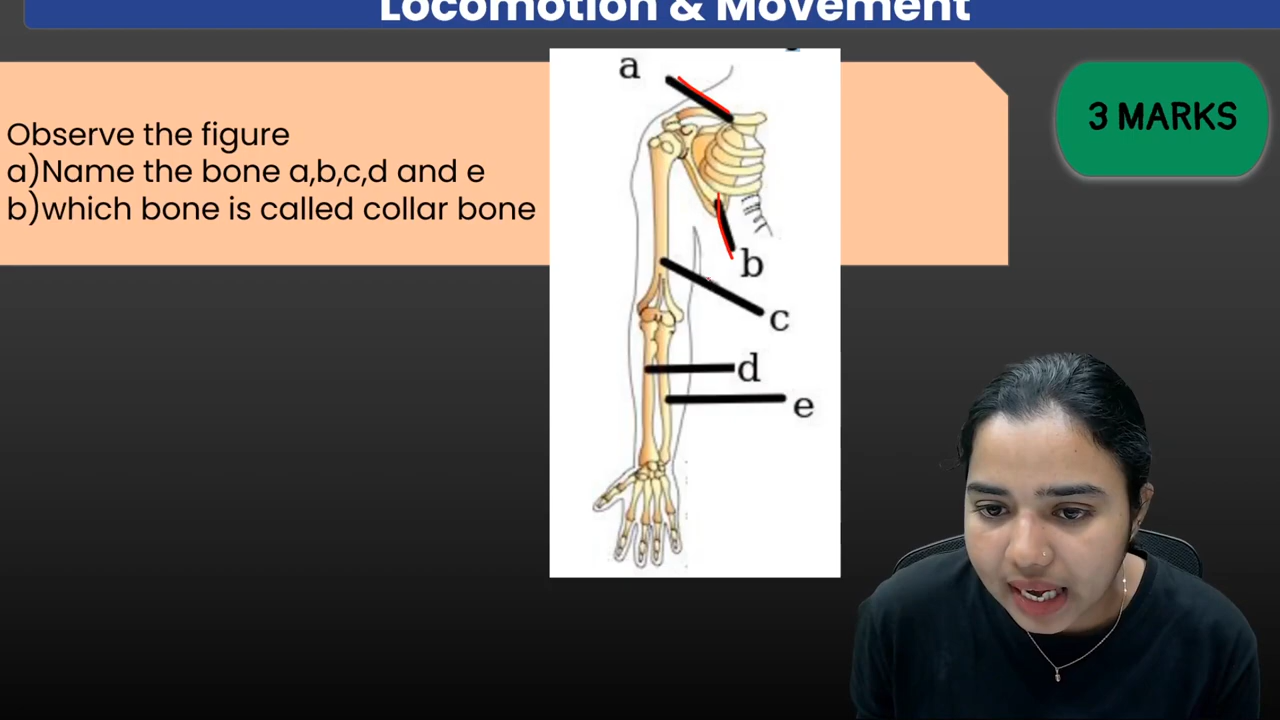 Locomotion & Movement
Observe the figure
a)Name the bone a,b,c,d and e
b)which bone is called collar bone
3 MARKS
a
b
c
d
e